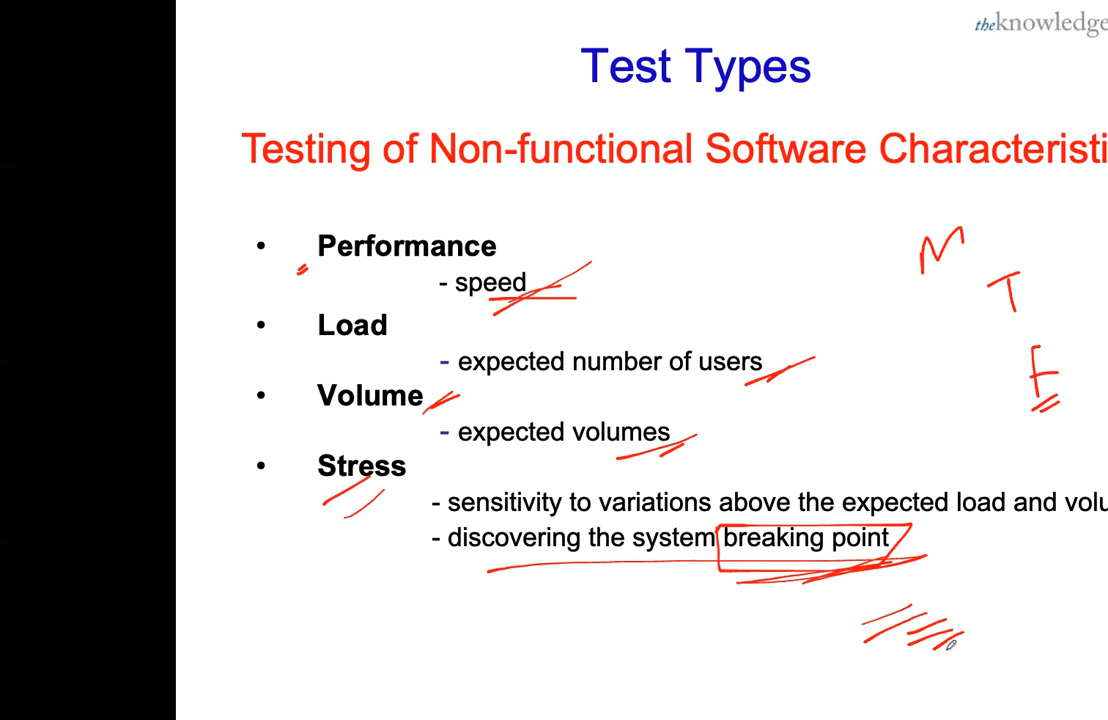 theknowledge
Test Types
Testing of Non-functional Software Characteristi
• Performance
- speed
• Load
- expected number of users
• Volume
- expected volumes
• Stress
- sensitivity to variations above the expected load and volu
- discovering the system breaking point
M
T
F